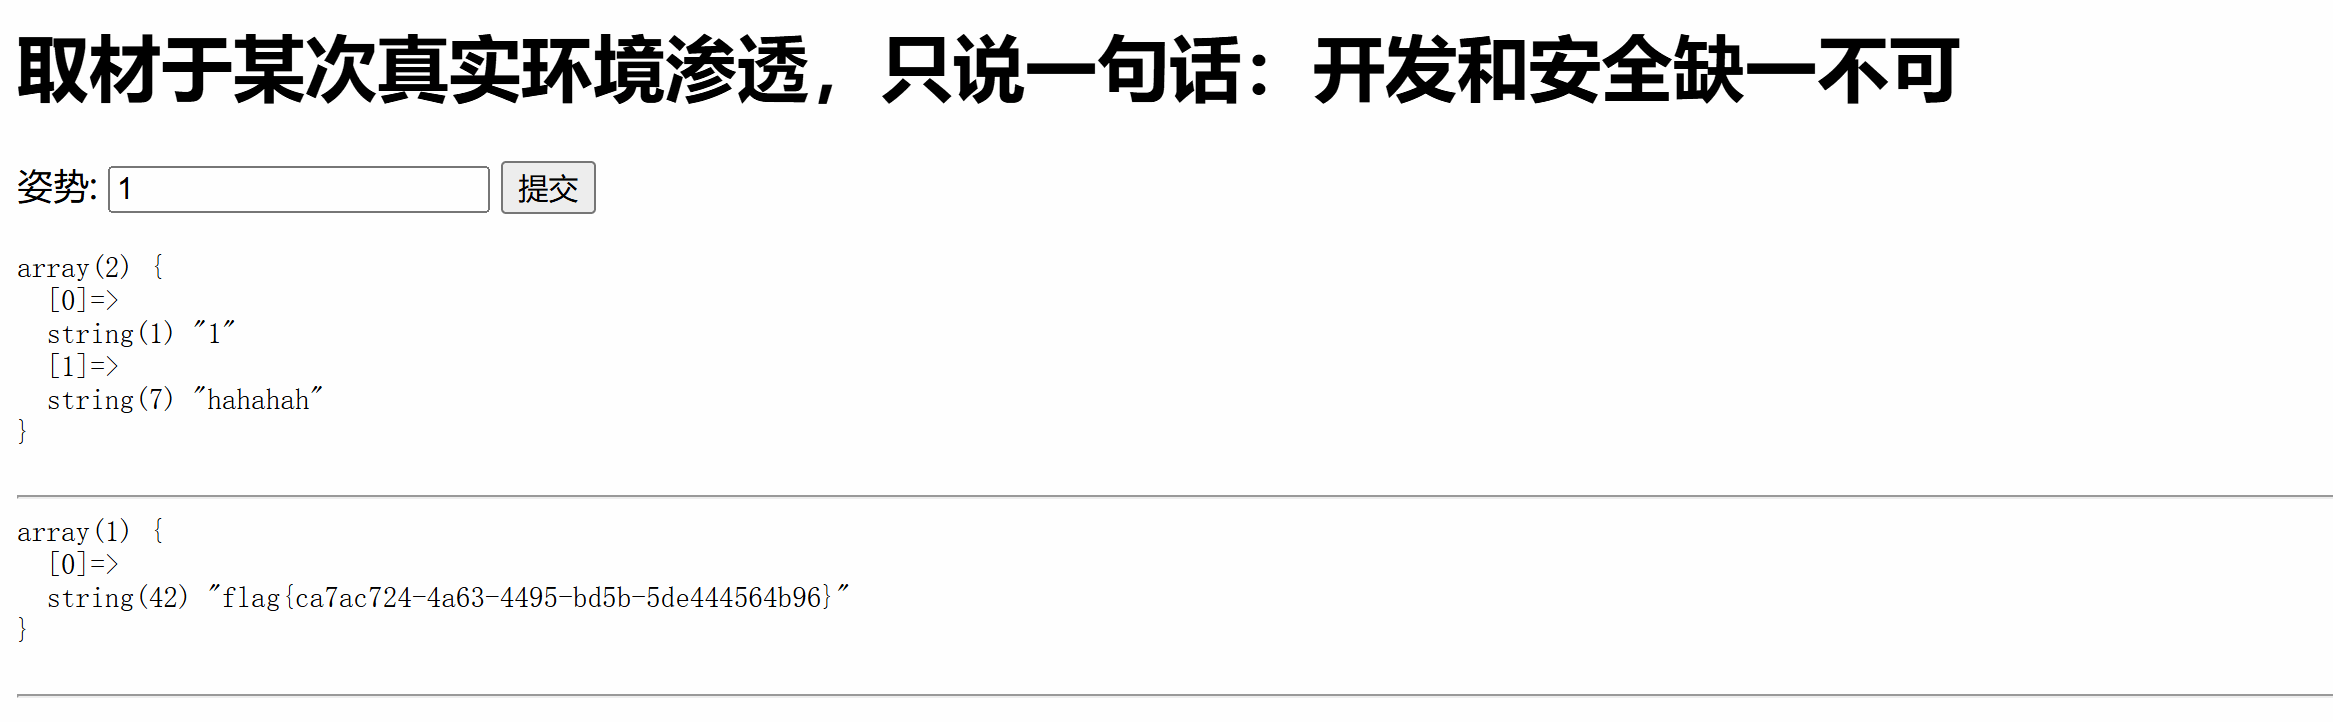 取材于某次真实环境渗透，只说一句话：开发和安全缺一不可
姿势: 1 提交
array(2) {
  [0]=>
  string(1) "1"
  [1]=>
  string(7) "hahahah"
}
array(1) {
  [0]=>
  string(42) "flag{ca7ac724-4a63-4495-bd5b-5de444564b96}"
}